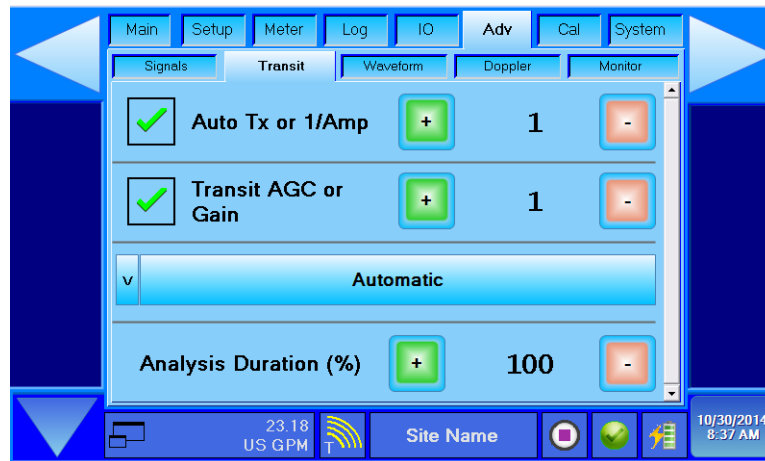 Main Setup Meter Log IO Adv Cal System
Signals Transit Waveform Doppler Monitor
Auto Tx or 1/Amp + 1 -
Transit AGC or
Gain + 1 -
v Automatic
Analysis Duration (%) + 100 -
23.18
US GPM T Site Name
10/30/2014
8:37 AM